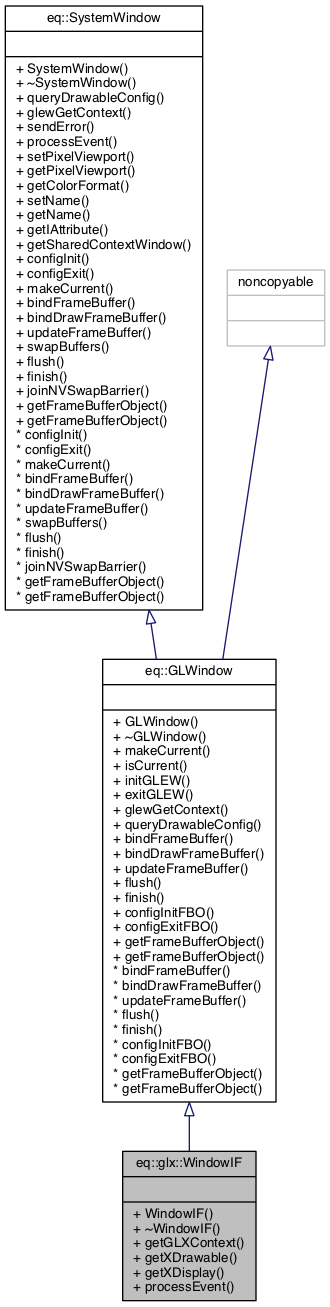 eq::SystemWindow
+ SystemWindow()
+ ~SystemWindow()
+ queryDrawableConfig()
+ glewGetContext()
+ sendError()
+ processEvent()
+ setPixelViewport()
+ getPixelViewport()
+ getColorFormat()
+ setName()
+ getName()
+ getIAttribute()
+ getSharedContextWindow()
+ configInit()
+ configExit()
+ makeCurrent()
+ bindFrameBuffer()
+ bindDrawFrameBuffer()
+ updateFrameBuffer()
+ swapBuffers()
+ flush()
+ finish()
+ joinNVSwapBarrier()
+ getFrameBufferObject()
+ getFrameBufferObject()
* configInit()
* configExit()
* makeCurrent()
* bindFrameBuffer()
* bindDrawFrameBuffer()
* updateFrameBuffer()
* swapBuffers()
* flush()
* finish()
* joinNVSwapBarrier()
* getFrameBufferObject()
* getFrameBufferObject()
noncopyable
eq::GLWindow
+ GLWindow()
+ ~GLWindow()
+ makeCurrent()
+ isCurrent()
+ initGLEW()
+ exitGLEW()
+ glewGetContext()
+ queryDrawableConfig()
+ bindFrameBuffer()
+ bindDrawFrameBuffer()
+ updateFrameBuffer()
+ flush()
+ finish()
+ configInitFBO()
+ configExitFBO()
+ getFrameBufferObject()
+ getFrameBufferObject()
* bindFrameBuffer()
* bindDrawFrameBuffer()
* updateFrameBuffer()
* flush()
* finish()
* configInitFBO()
* configExitFBO()
* getFrameBufferObject()
* getFrameBufferObject()
eq::glx::WindowIF
+ WindowIF()
+ ~WindowIF()
+ getGLXContext()
+ getXDrawable()
+ getXDisplay()
+ processEvent()